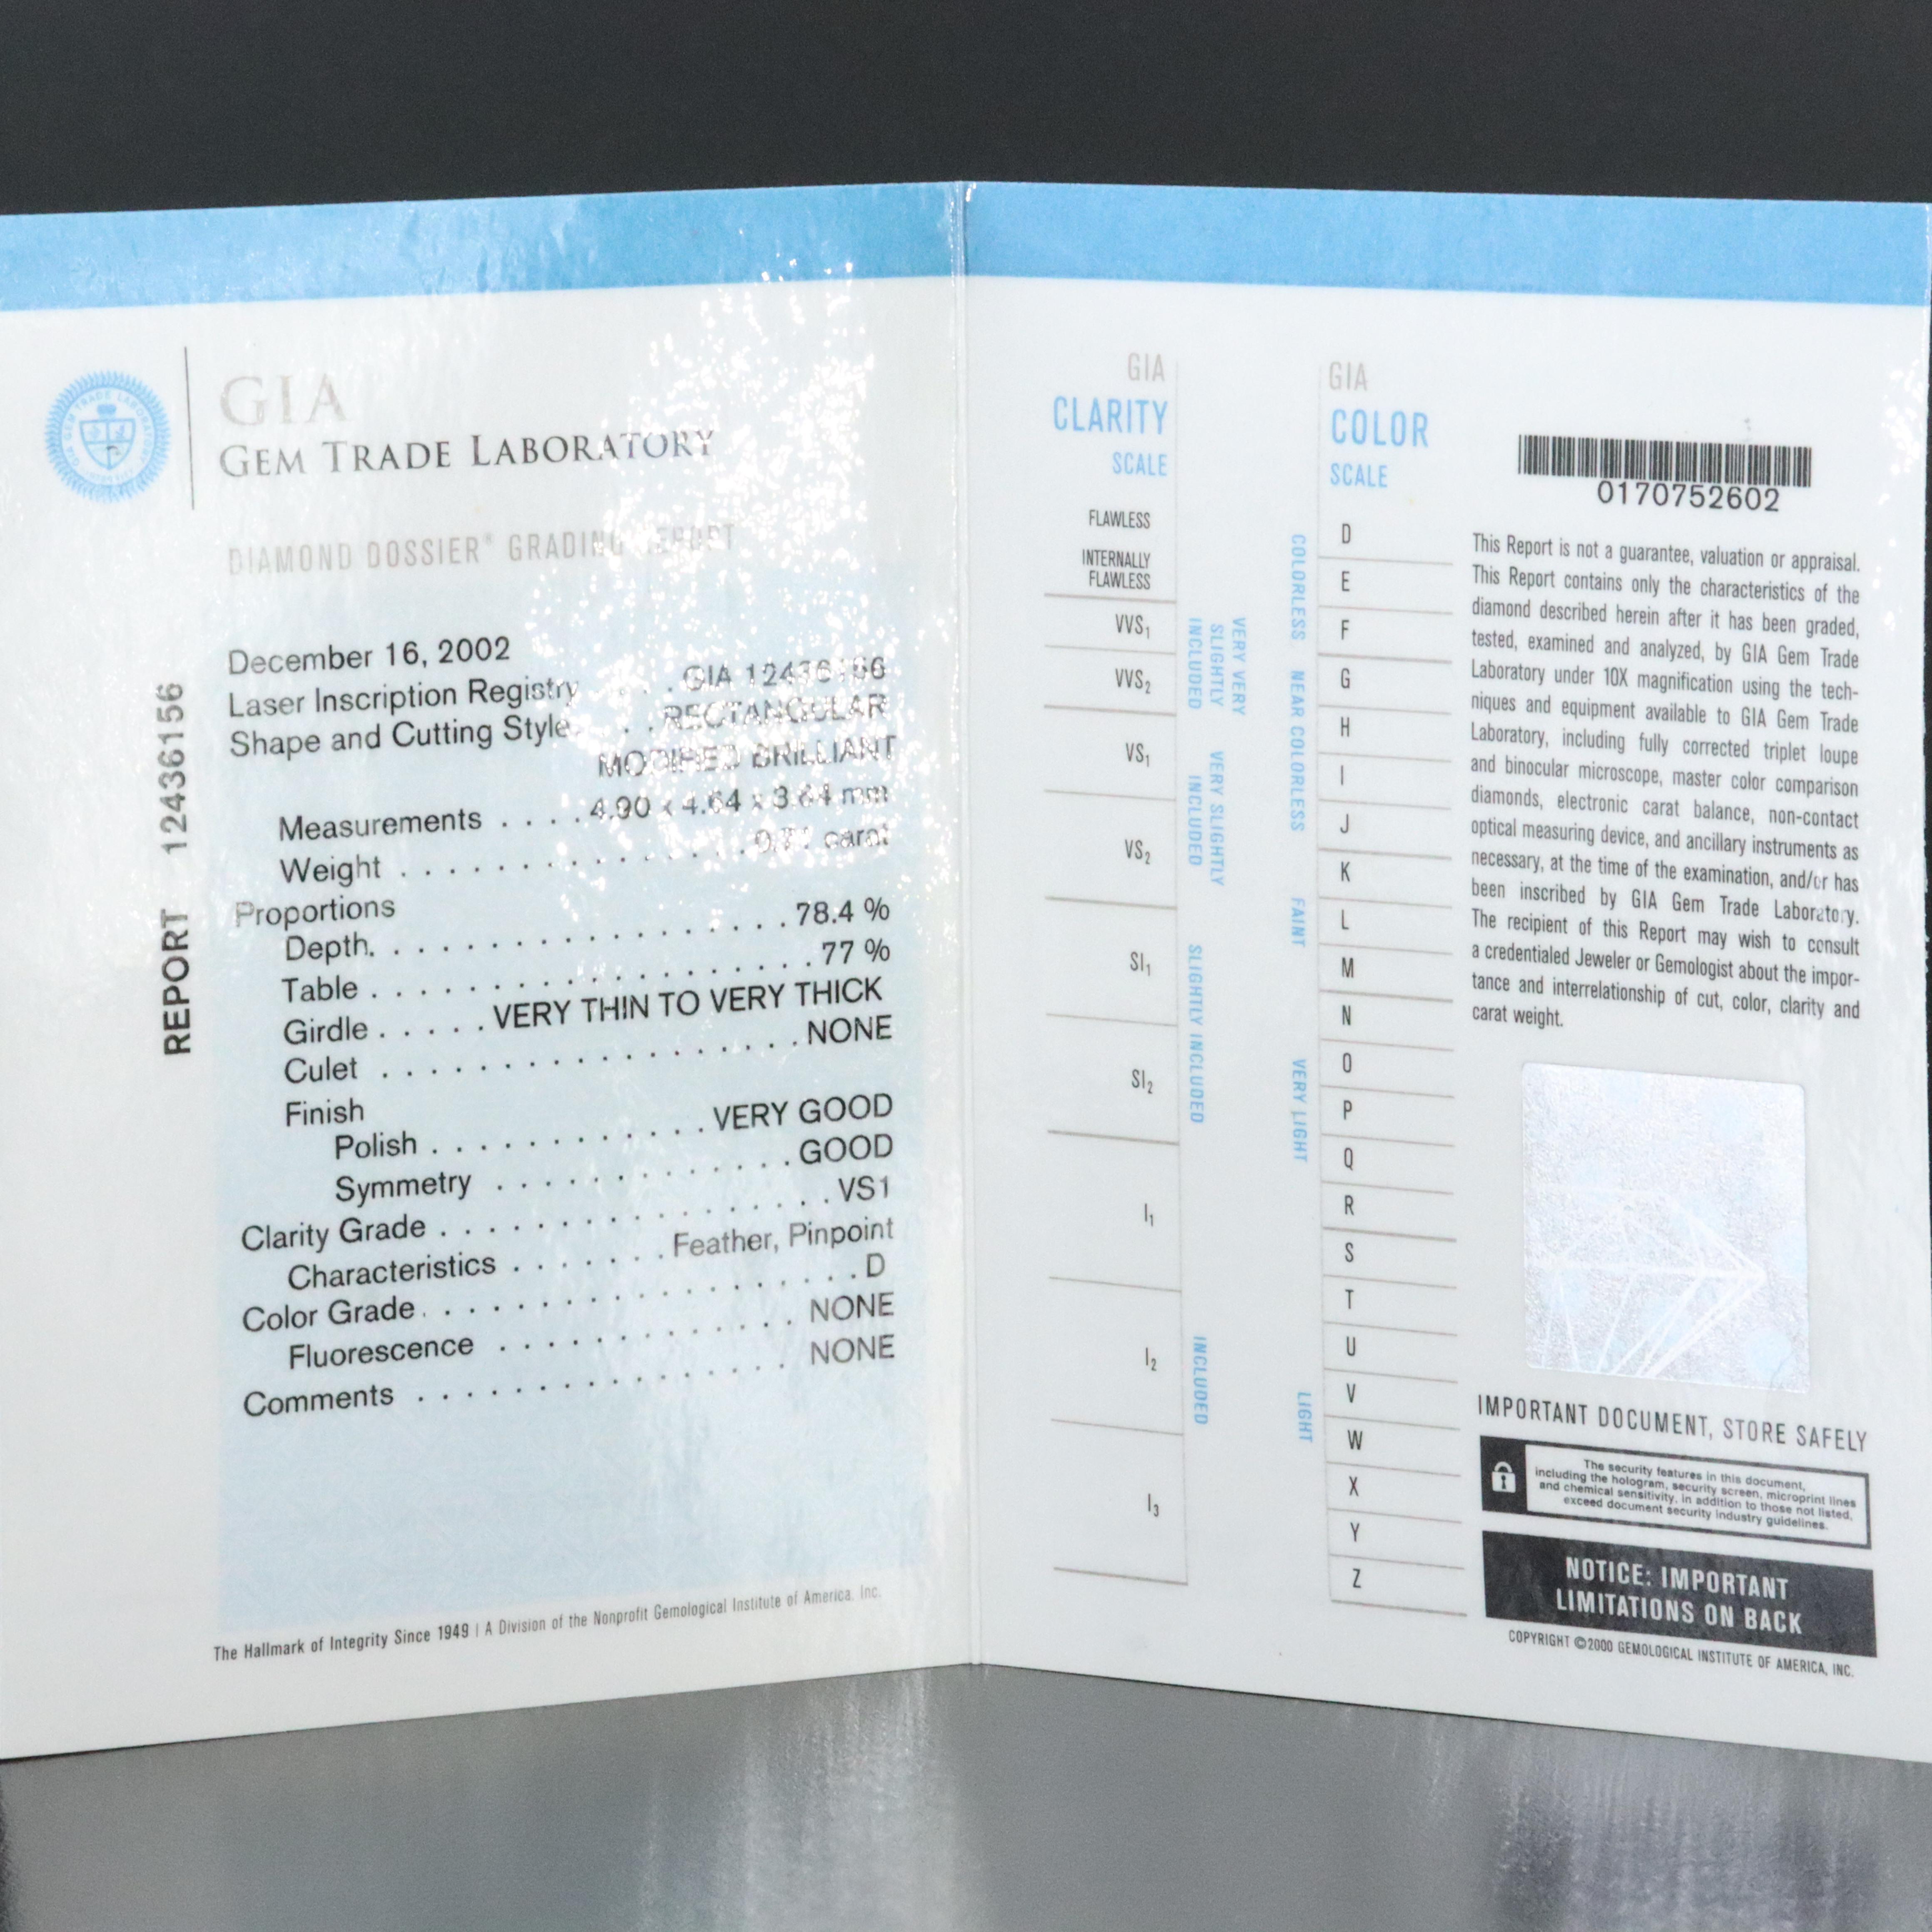 GIA
GEM TRADE LABORATORY
DIAMOND DOSSIER® GRADING REPORT
REPORT 12436156
December 16, 2002
Laser Inscription Registry . . . . GIA 12436156
Shape and Cutting Style . . . RECTANGULAR
MODIFIED BRILLIANT
Measurements . . . . 4.90 x 4.64 x 3.64 mm
Weight . . . . . . . . . . . . . . . . carat
Proportions
Depth. . . . . . . . . . . . . . . . . . 78.4 %
Table . . . . . . . . . . . . . . . . . . 77 %
Girdle . . . . . VERY THIN TO VERY THICK
Culet . . . . . . . . . . . . . . . . . . NONE
Finish
Polish . . . . . . . . . . . . VERY GOOD
Symmetry . . . . . . . . . . . . . GOOD
Clarity Grade . . . . . . . . . . . . . . . . . VS1
Characteristics . . . . . . . Feather, Pinpoint
Color Grade . . . . . . . . . . . . . . . . . . . D
Fluorescence . . . . . . . . . . . . . NONE
Comments . . . . . . . . . . . . . . . . NONE
The Hallmark of Integrity Since 1949 | A Division of the Nonprofit Gemological Institute of America, Inc.
GIA
CLARITY
SCALE
FLAWLESS
INTERNALLY
FLAWLESS
VVS1
VVS2
VS1
VS2
SI1
SI2
I1
I2
I3
VERY VERY
SLIGHTLY
INCLUDED
VERY SLIGHTLY
INCLUDED
SLIGHTLY INCLUDED
INCLUDED
GIA
COLOR
SCALE
COLORLESS
NEAR COLORLESS
FAINT
VERY LIGHT
LIGHT
D
E
F
G
H
I
J
K
L
M
N
O
P
Q
R
S
T
U
V
W
X
Y
Z
0170752602
This Report is not a guarantee, valuation or appraisal.
This Report contains only the characteristics of the
diamond described herein after it has been graded,
tested, examined and analyzed, by GIA Gem Trade
Laboratory under 10X magnification using the tech-
niques and equipment available to GIA Gem Trade
Laboratory, including fully corrected triplet loupe
and binocular microscope, master color comparison
diamonds, electronic carat balance, non-contact
optical measuring device, and ancillary instruments as
necessary, at the time of the examination, and/or has
been inscribed by GIA Gem Trade Laboratory.
The recipient of this Report may wish to consult
a credentialed Jeweler or Gemologist about the impor-
tance and interrelationship of cut, color, clarity and
carat weight.
IMPORTANT DOCUMENT, STORE SAFELY
The security features in this document,
including the hologram, security screen, microprint lines
and chemical sensitivity, in addition to those not listed,
exceed document security industry guidelines.
NOTICE: IMPORTANT
LIMITATIONS ON BACK
COPYRIGHT ©2000 GEMOLOGICAL INSTITUTE OF AMERICA, INC.